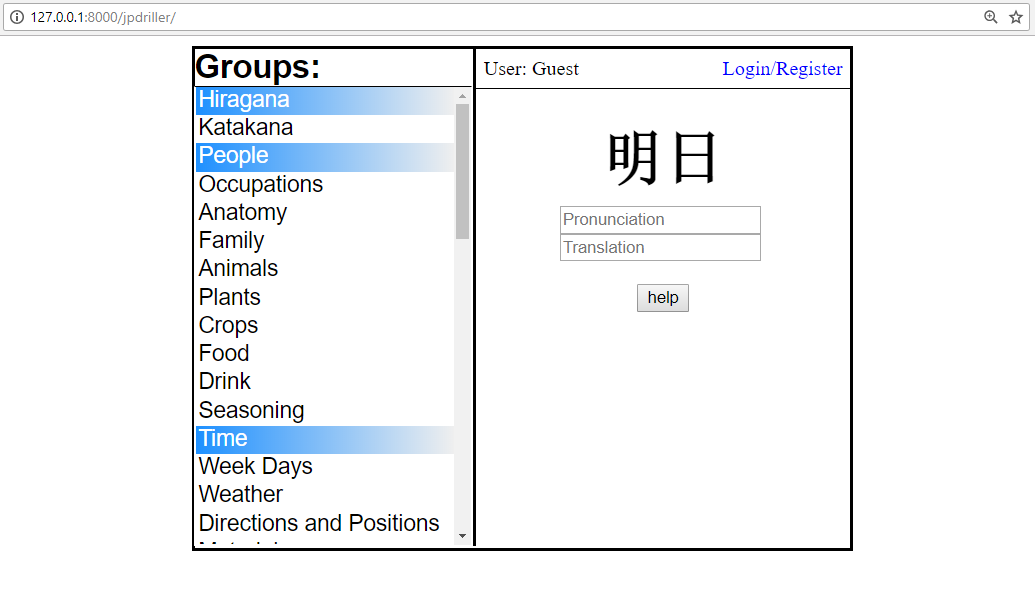 127.0.0.1:8000/jpdriller/
Groups:
Hiragana
Katakana
People
Occupations
Anatomy
Family
Animals
Plants
Crops
Food
Drink
Seasoning
Time
Week Days
Weather
Directions and Positions
User: Guest
Login/Register
明日
Pronunciation
Translation
help